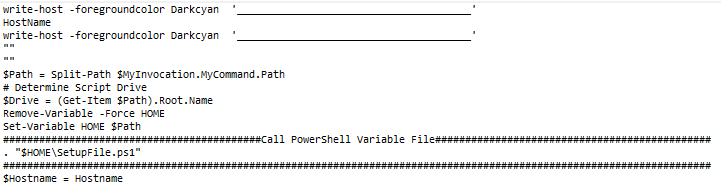 write-host -foregroundcolor Darkcyan  '_______________________________________'
HostName
write-host -foregroundcolor Darkcyan  '_______________________________________'
""
""
$Path = Split-Path $MyInvocation.MyCommand.Path
# Determine Script Drive
$Drive = (Get-Item $Path).Root.Name
Remove-Variable -Force HOME
Set-Variable HOME $Path
###########################################Call PowerShell Variable File##############################################
. "$HOME\SetupFile.ps1"
######################################################################################################################
$Hostname = Hostname